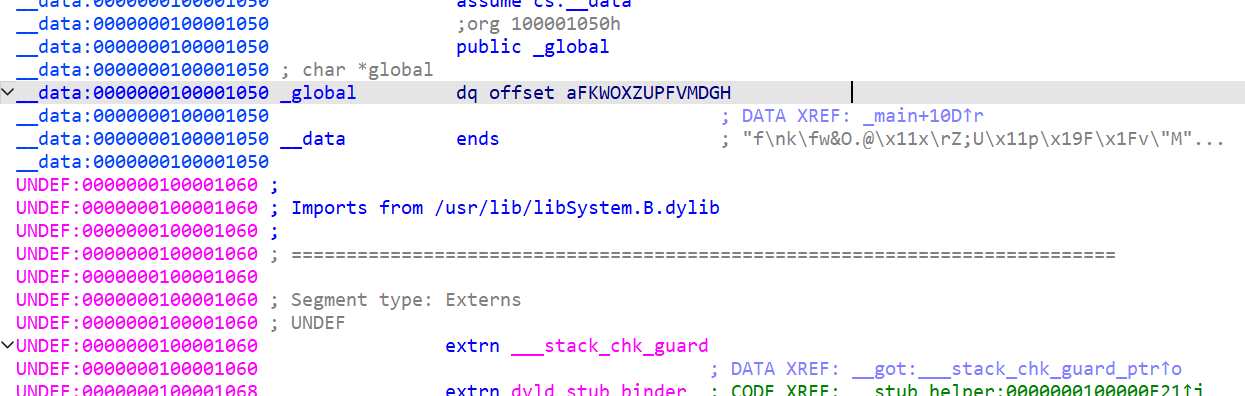 __data:0000000100001050 assume cs:__data
__data:0000000100001050 ;org 100001050h
__data:0000000100001050 public _global
__data:0000000100001050 ; char *global
__data:0000000100001050 _global dq offset aFKWOXZUPFVMDGH
__data:0000000100001050 ; DATA XREF: _main+10D↑r
__data:0000000100001050 __data ends ; "f\nk\fw&O.@\x11x\rZ;U\x11p\x19F\x1Fv\"M"...
__data:0000000100001050
UNDEF:0000000100001060 ;
UNDEF:0000000100001060 ; Imports from /usr/lib/libSystem.B.dylib
UNDEF:0000000100001060 ;
UNDEF:0000000100001060 ; ===========================================================================
UNDEF:0000000100001060
UNDEF:0000000100001060 ; Segment type: Externs
UNDEF:0000000100001060 ; UNDEF
UNDEF:0000000100001060 extrn ___stack_chk_guard
UNDEF:0000000100001060 ; DATA XREF: __got:___stack_chk_guard_ptr↑o
UNDEF:0000000100001068 extrn dyld_stub_binder ; CODE XREF: __stub_helper:0000000100000F21↑j